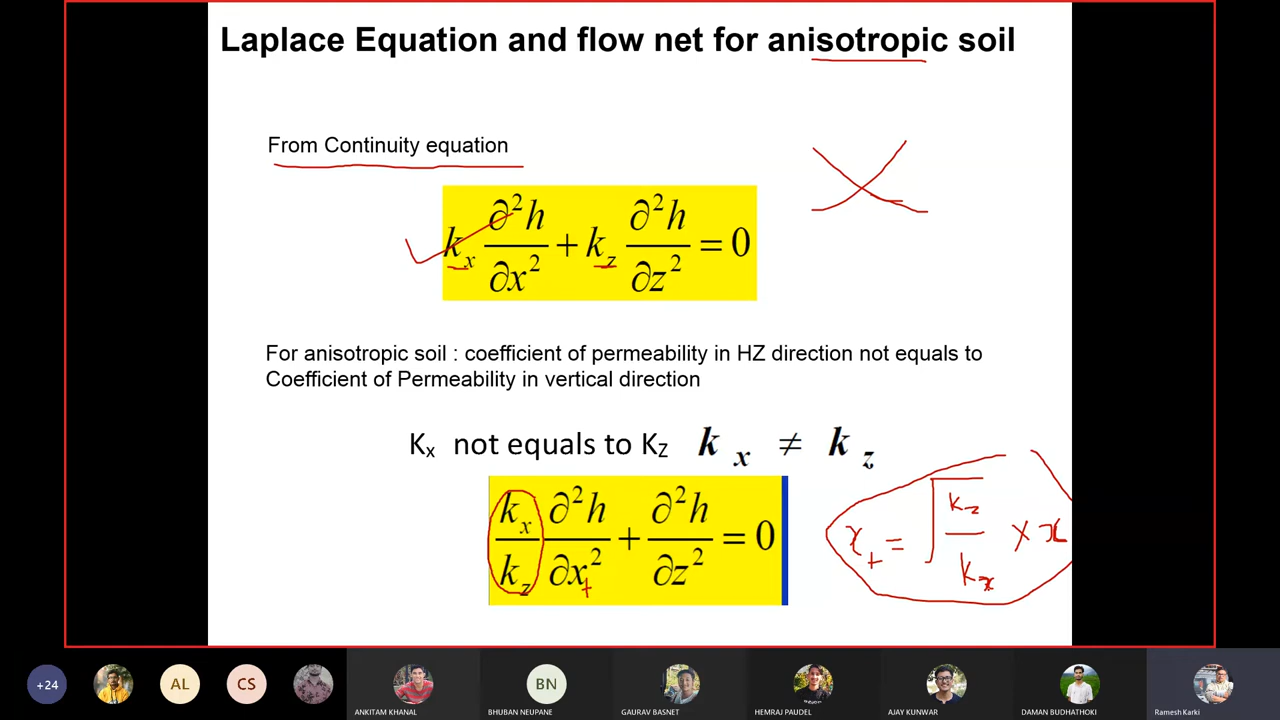 Laplace Equation and flow net for anisotropic soil
From Continuity equation
k_x ∂²h/∂x² + k_z ∂²h/∂z² = 0
For anisotropic soil : coefficient of permeability in HZ direction not equals to
Coefficient of Permeability in vertical direction
K_x not equals to K_Z k_x ≠ k_z
k_x/k_z ∂²h/∂x_t² + ∂²h/∂z² = 0
x_t = √(k_z/k_x) × x
+24
AL
CS
ANKITAM KHANAL
BN
BHUBAN NEUPANE
GAURAV BASNET
HEMRAJ PAUDEL
AJAY KUNWAR
DAMAN BUDHATHOKI
Ramesh Karki